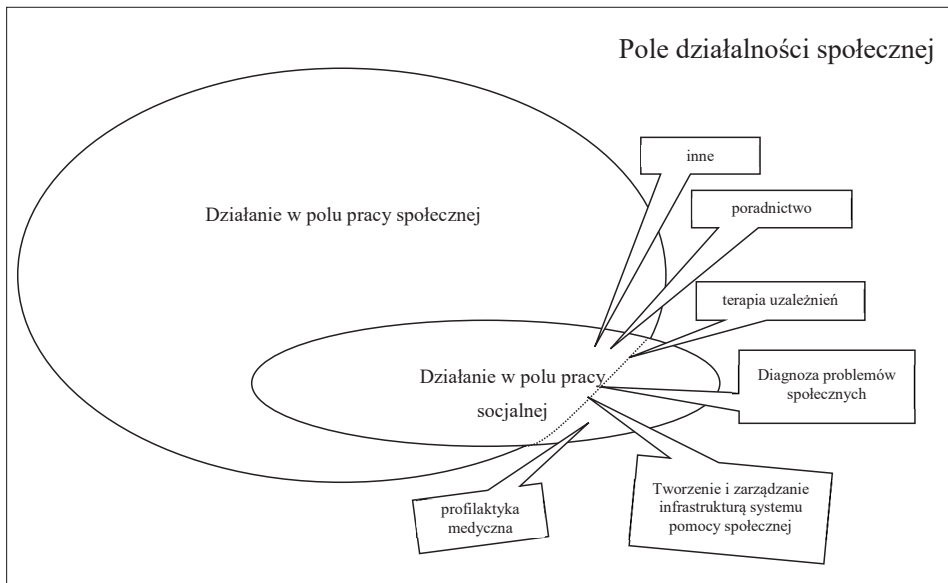 Pole działalności społecznej
inne
Działanie w polu pracy społecznej
poradnictwo
terapia uzależnień
Działanie w polu pracy
socjalnej
Diagnoza problemów
społecznych
profilaktyka
medyczna
Tworzenie i zarządzanie
infrastrukturą systemu
pomocy społecznej